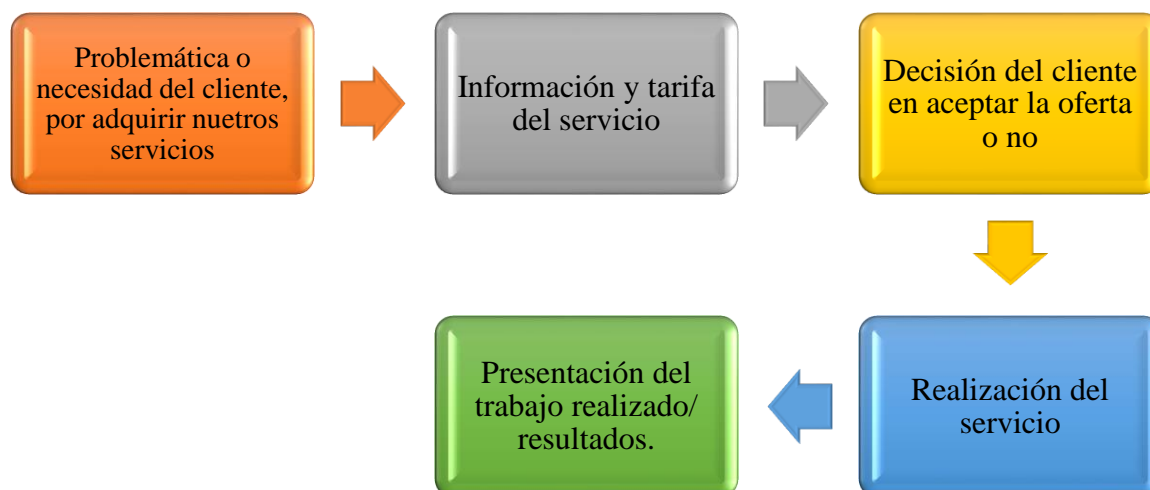 Problemática o
necesidad del cliente,
por adquirir nuetros
servicios
Información y tarifa
del servicio
Decisión del cliente
en aceptar la oferta
o no
Realización del
servicio
Presentación del
trabajo realizado/
resultados.